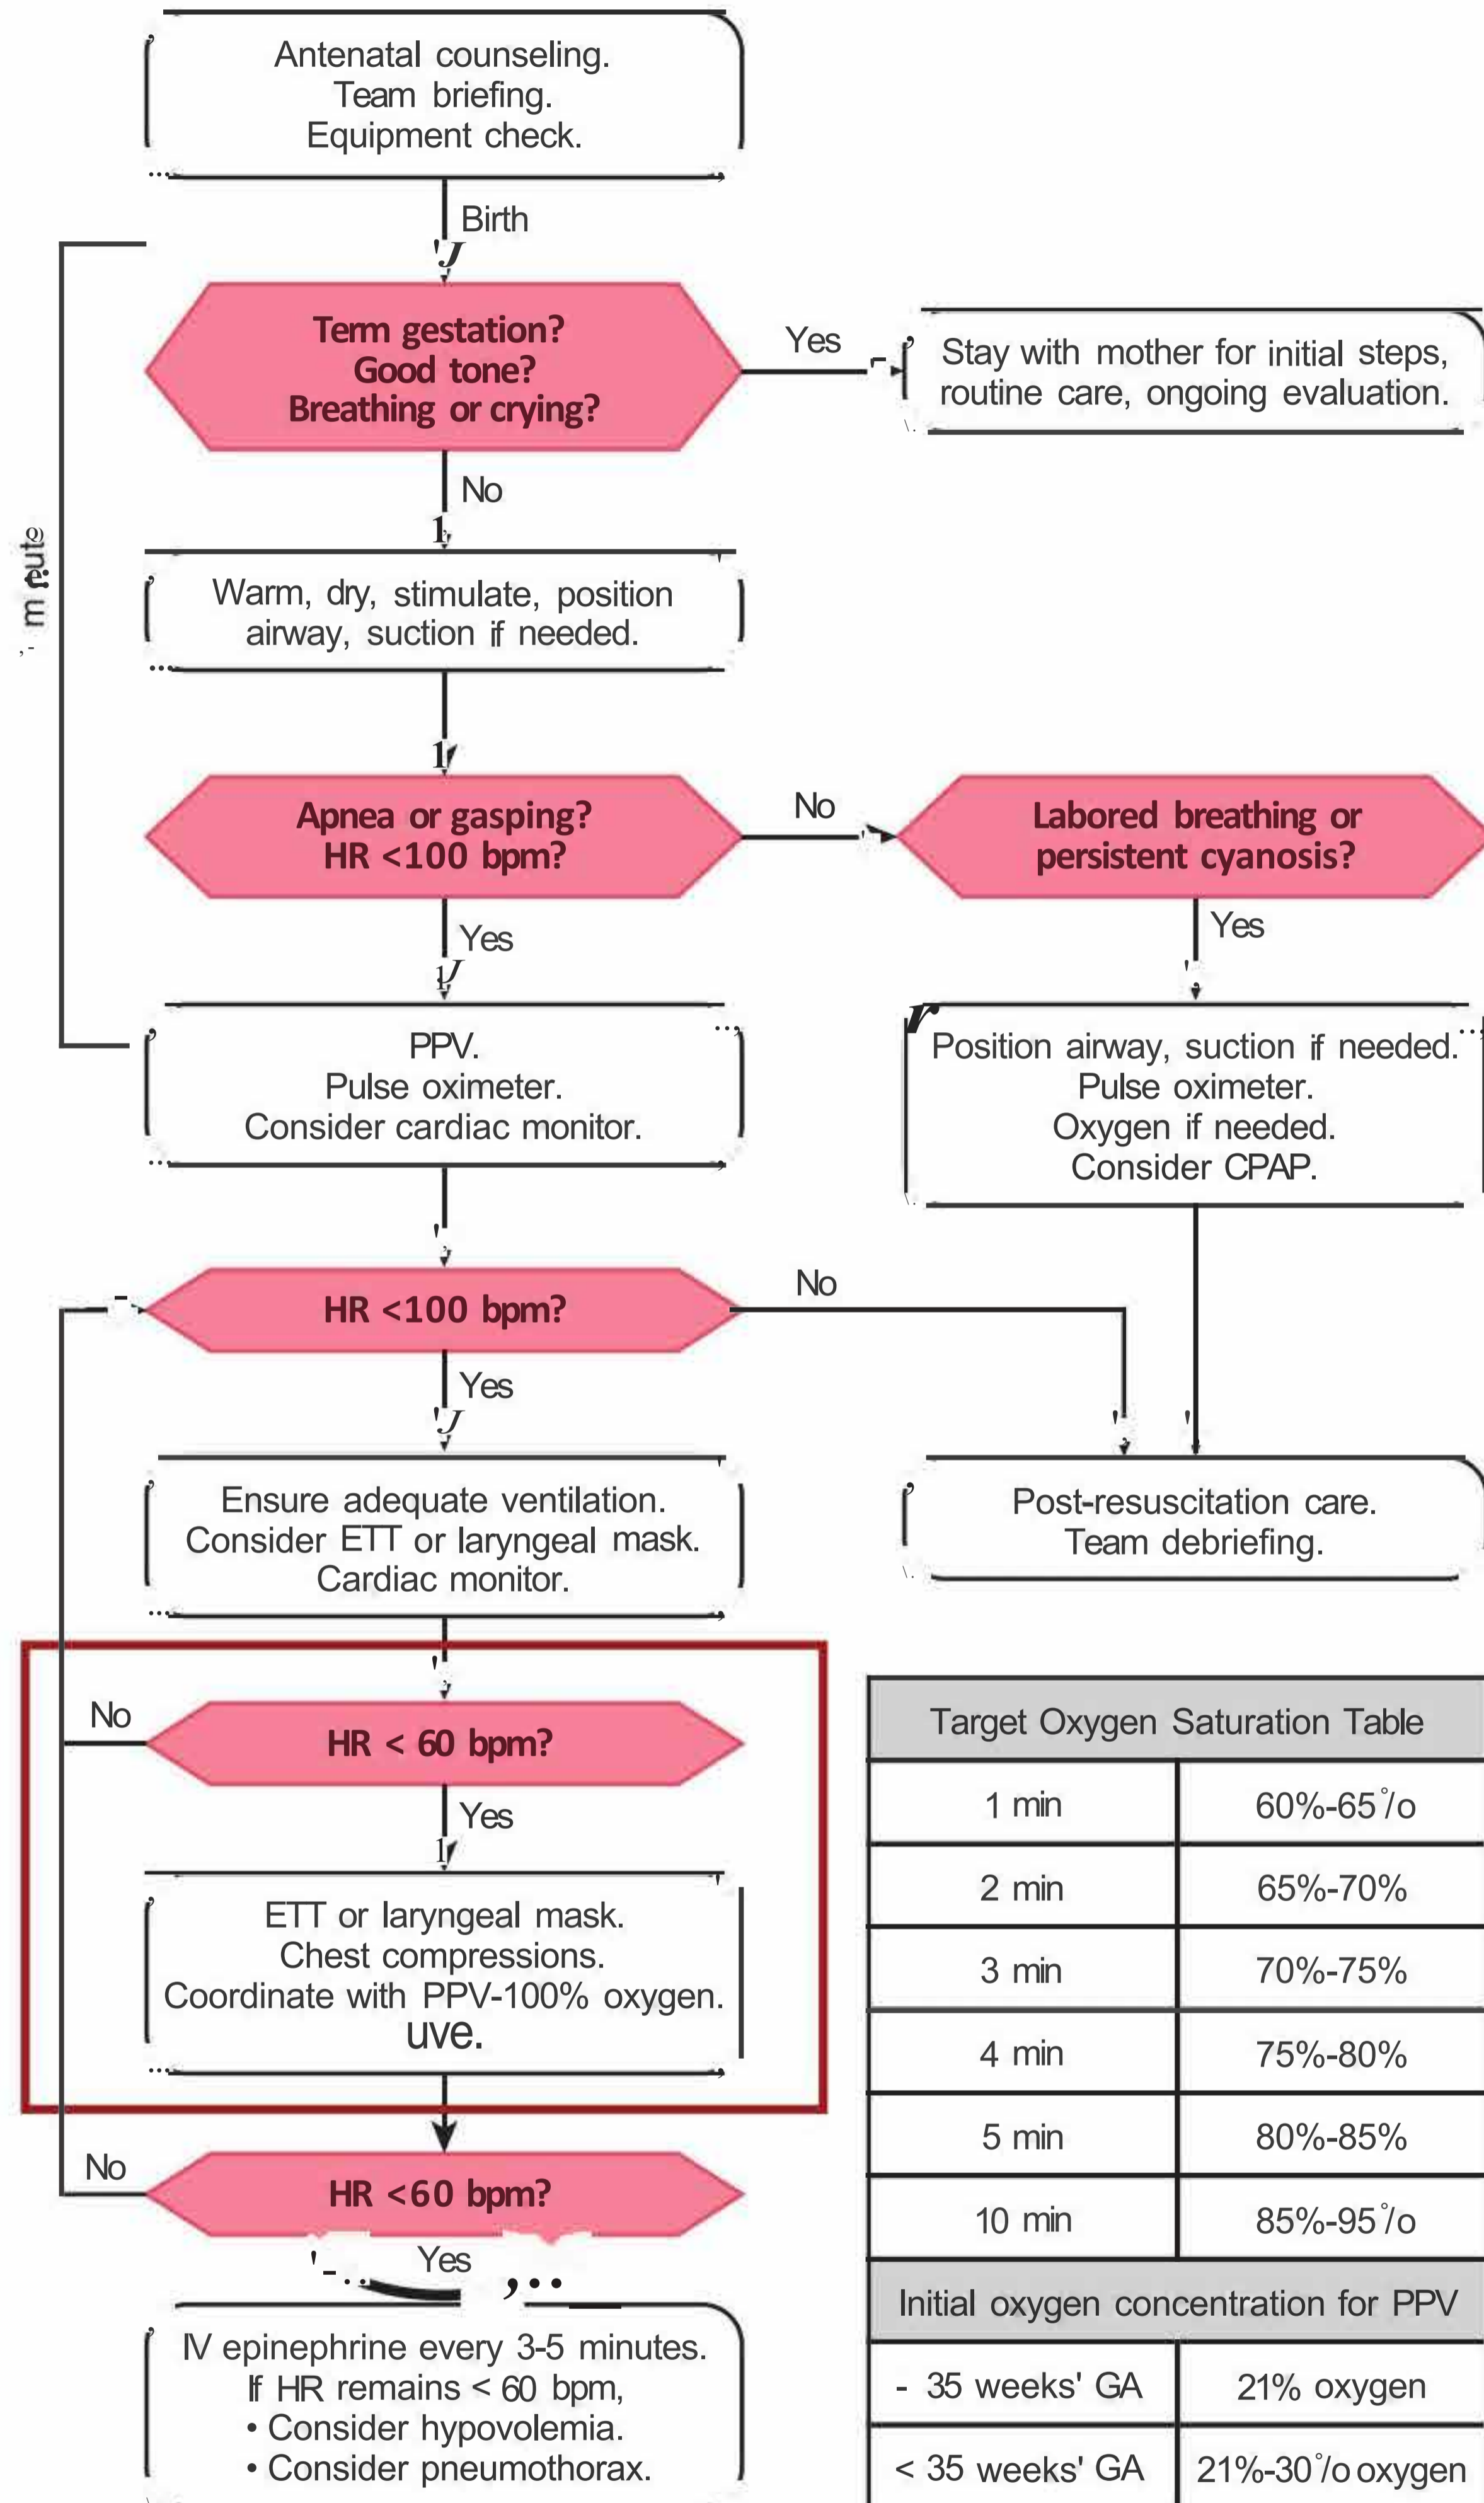 Antenatal counseling.
Team briefing.
Equipment check.
Birth
Term gestation?
Good tone?
Breathing or crying?
Yes
Stay with mother for initial steps,
routine care, ongoing evaluation.
No
Warm, dry, stimulate, position
airway, suction if needed.
Apnea or gasping?
HR <100 bpm?
No
Labored breathing or
persistent cyanosis?
Yes
Yes
PPV.
Pulse oximeter.
Consider cardiac monitor.
Position airway, suction if needed.
Pulse oximeter.
Oxygen if needed.
Consider CPAP.
HR <100 bpm?
No
Yes
Ensure adequate ventilation.
Consider ETT or laryngeal mask.
Cardiac monitor.
Post-resuscitation care.
Team debriefing.
No
HR < 60 bpm?
Yes
ETT or laryngeal mask.
Chest compressions.
Coordinate with PPV-100% oxygen.
uve.
No
HR <60 bpm?
Yes
IV epinephrine every 3-5 minutes.
If HR remains < 60 bpm,
• Consider hypovolemia.
• Consider pneumothorax.
Target Oxygen Saturation Table
1 min 60%-65°/o
2 min 65%-70%
3 min 70%-75%
4 min 75%-80%
5 min 80%-85%
10 min 85%-95°/o
Initial oxygen concentration for PPV
- 35 weeks' GA 21% oxygen
< 35 weeks' GA 21%-30°/o oxygen